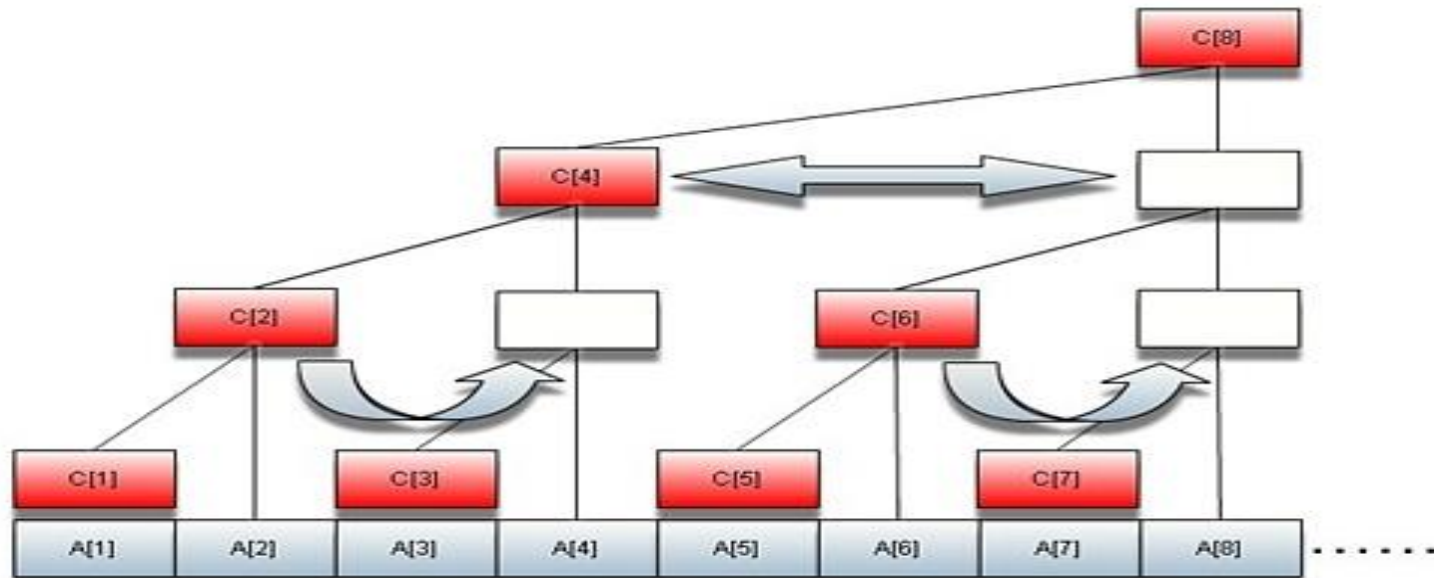 C[8]
C[4]
C[2]
C[6]
C[1] C[3] C[5] C[7]
A[1] A[2] A[3] A[4] A[5] A[6] A[7] A[8] ......